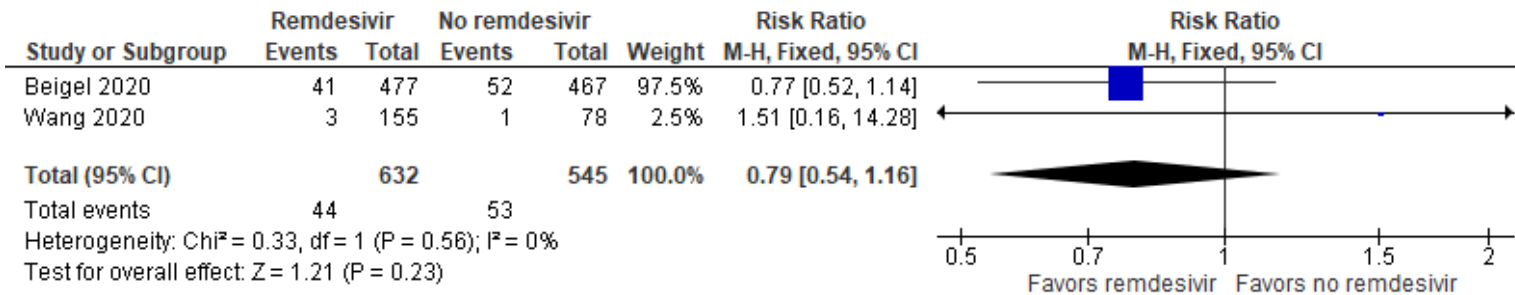 Remdesivir No remdesivir Risk Ratio Risk Ratio
Study or Subgroup Events Total Events Total Weight M-H, Fixed, 95% CI M-H, Fixed, 95% CI
Beigel 2020 41 477 52 467 97.5% 0.77 [0.52, 1.14]
Wang 2020 3 155 1 78 2.5% 1.51 [0.16, 14.28]
Total (95% CI) 632 545 100.0% 0.79 [0.54, 1.16]
Total events 44 53
Heterogeneity: Chi² = 0.33, df = 1 (P = 0.56); I² = 0%
Test for overall effect: Z = 1.21 (P = 0.23)
0.5 0.7 1 1.5 2
Favors remdesivir Favors no remdesivir